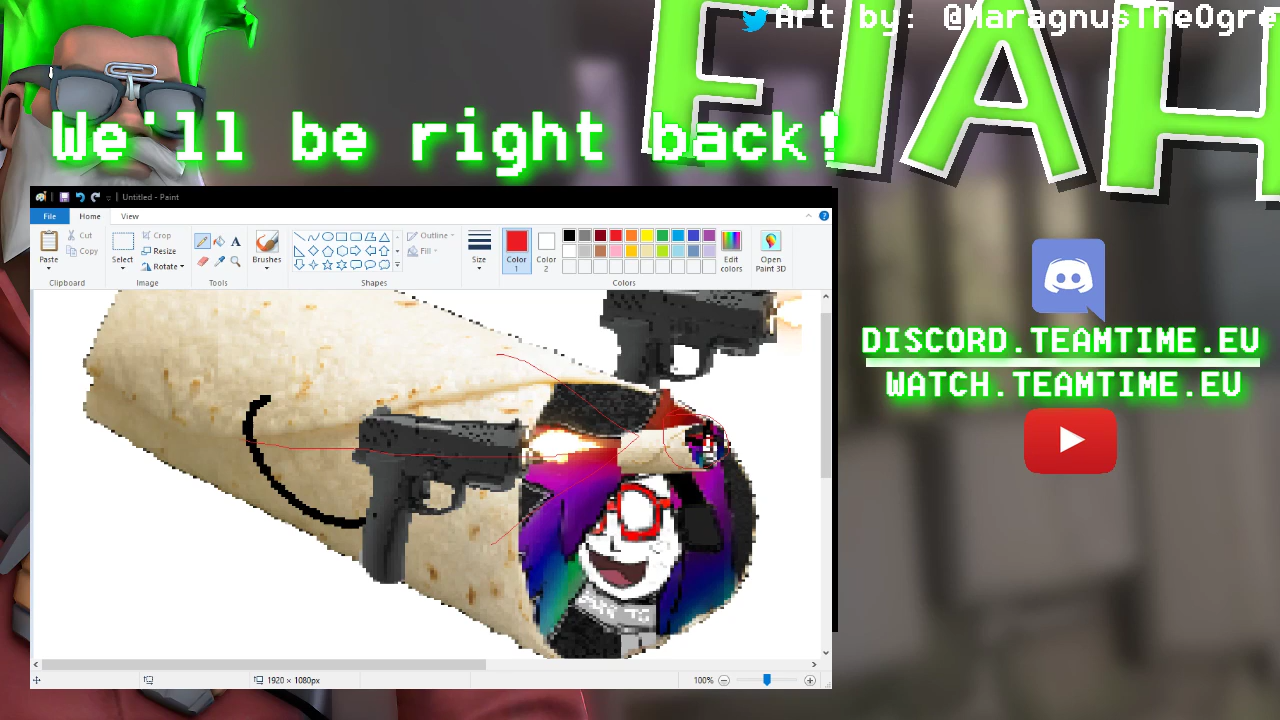 FIAH
Art by: @MaragnusTheOgre
We'll be right back!
Untitled - Paint
File Home View
Paste
Cut
Copy
Clipboard
Select
Crop
Resize
Rotate
Image
A
Tools
Brushes
Outline
Fill
Shapes
Size
Color 1
Color 2
Edit colors
Colors
Open Paint 3D
DISCORD.TEAMTIME.EU
WATCH.TEAMTIME.EU
1920 × 1080px
100%